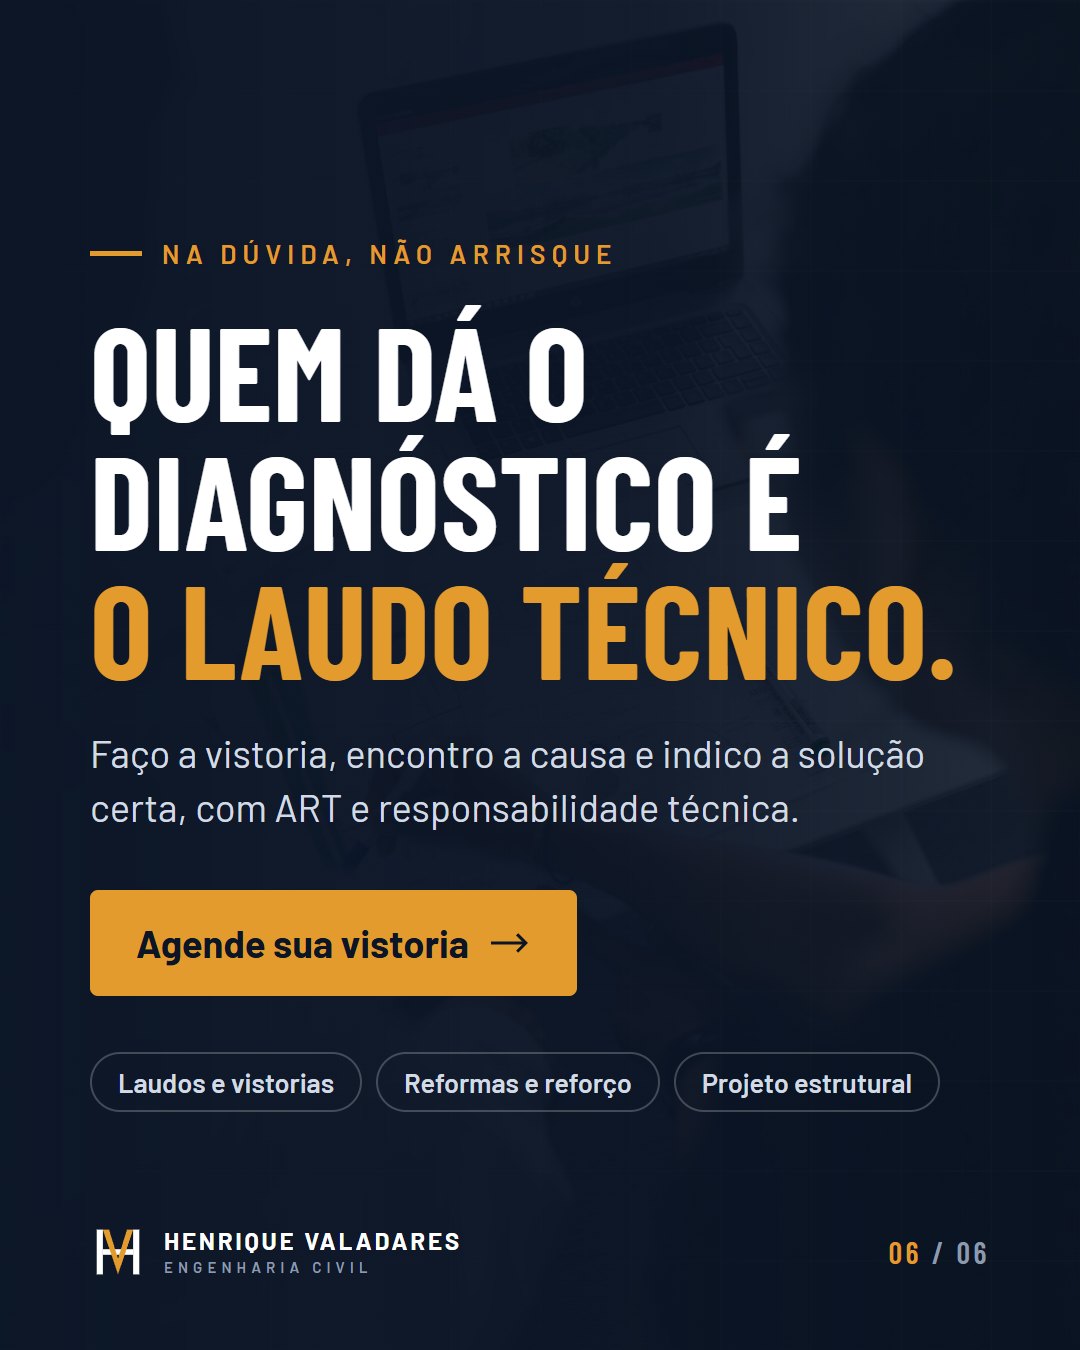 NA DÚVIDA, NÃO ARRISQUE
QUEM DÁ O
DIAGNÓSTICO É
O LAUDO TÉCNICO.
Faço a vistoria, encontro a causa e indico a solução
certa, com ART e responsabilidade técnica.
Agende sua vistoria →
Laudos e vistorias
Reformas e reforço
Projeto estrutural
HENRIQUE VALADARES
ENGENHARIA CIVIL
06 / 06